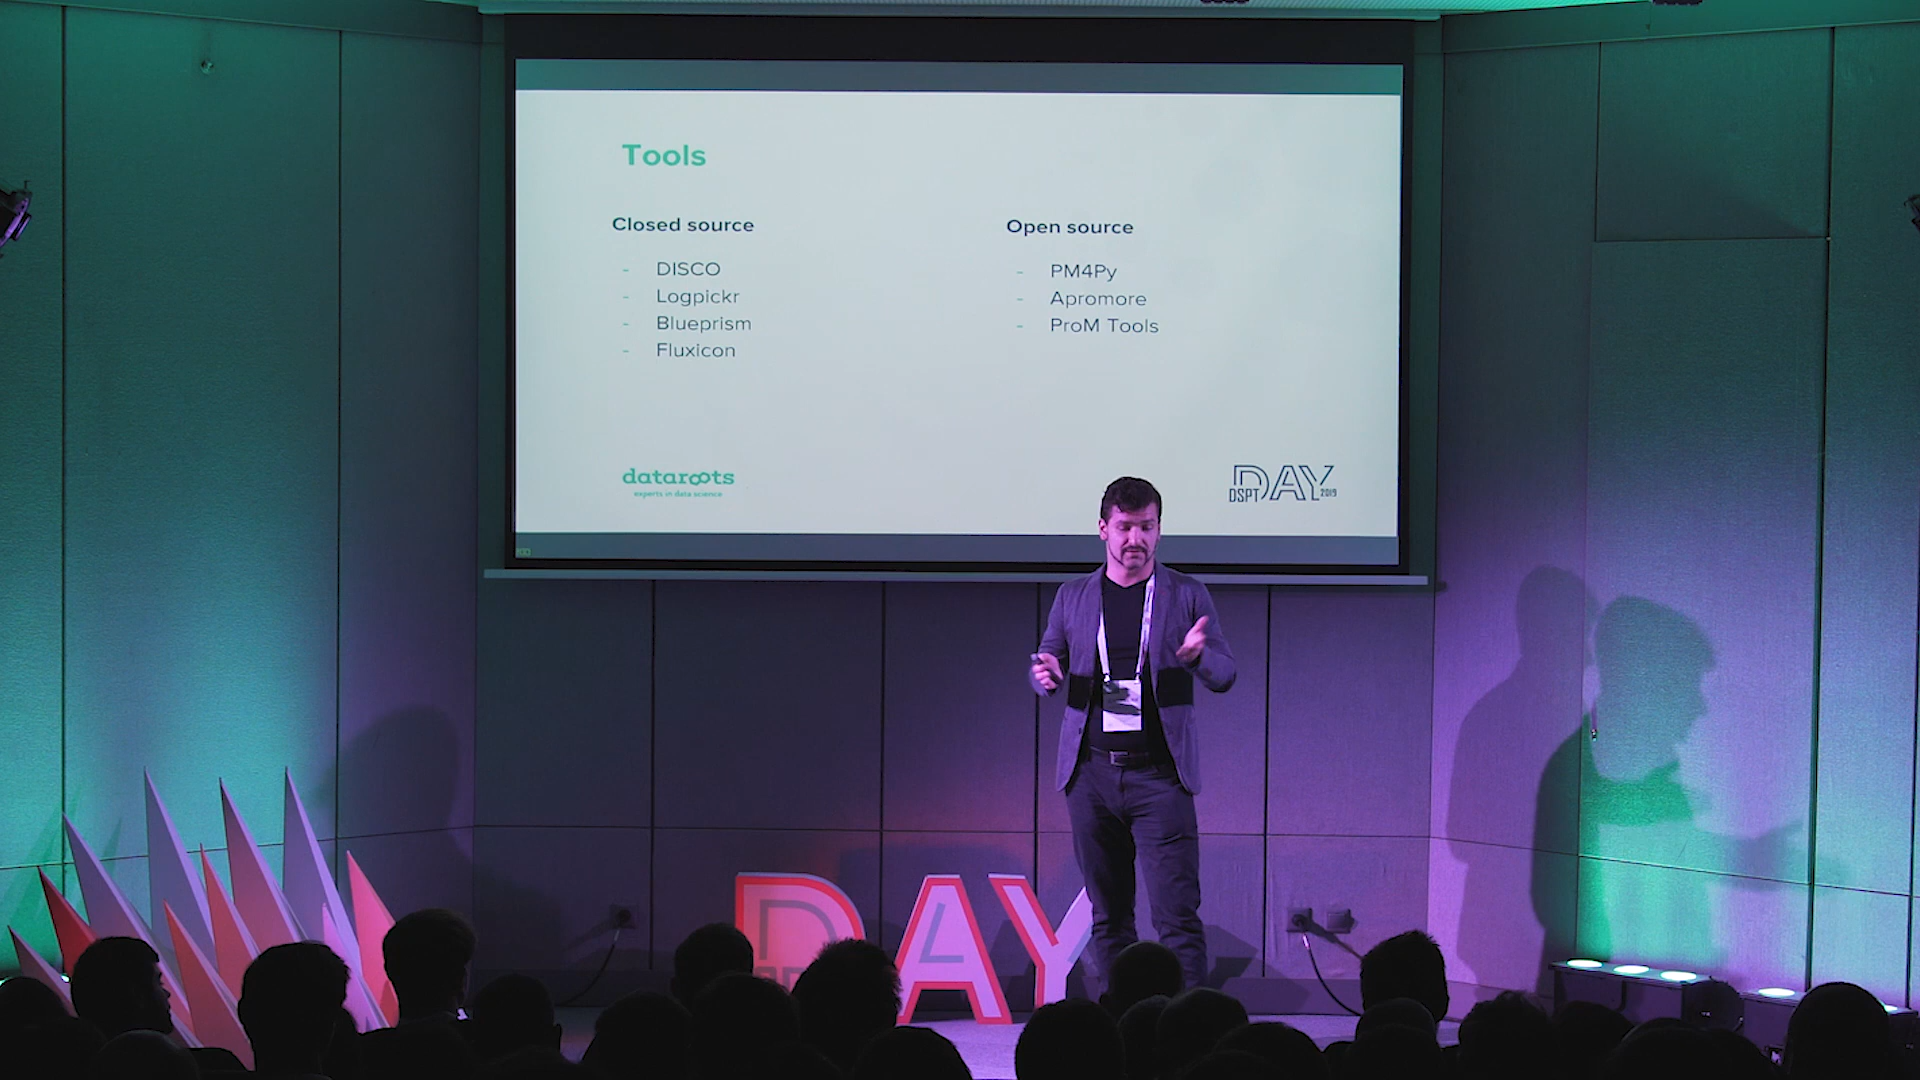 Tools
Closed source
- DISCO
- Logpickr
- Blueprism
- Fluxicon
Open source
- PM4Py
- Apromore
- ProM Tools
dataroots
experts in data science
DSPT DAY 2019
DAY